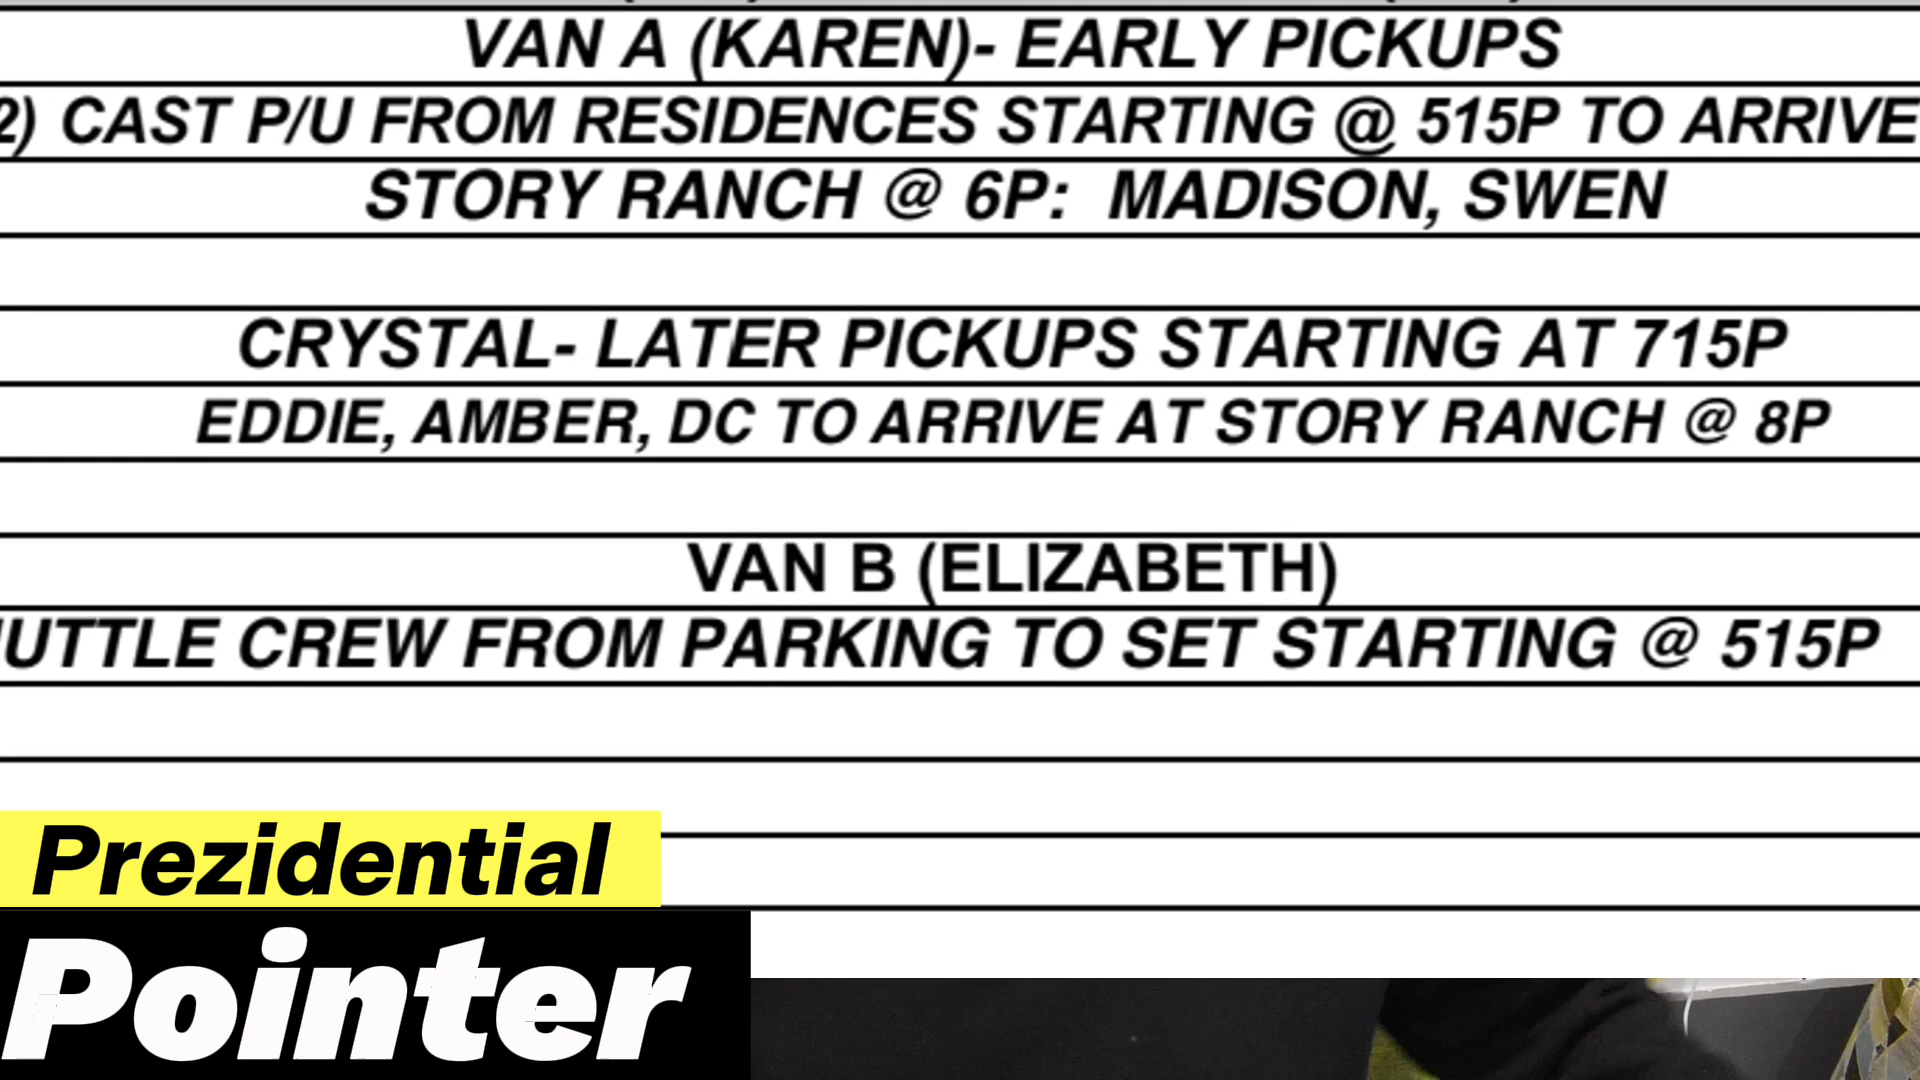 VAN A (KAREN)- EARLY PICKUPS
2) CAST P/U FROM RESIDENCES STARTING @ 515P TO ARRIVE
STORY RANCH @ 6P: MADISON, SWEN
CRYSTAL- LATER PICKUPS STARTING AT 715P
EDDIE, AMBER, DC TO ARRIVE AT STORY RANCH @ 8P
VAN B (ELIZABETH)
UTTLE CREW FROM PARKING TO SET STARTING @ 515P
Prezidential
Pointer